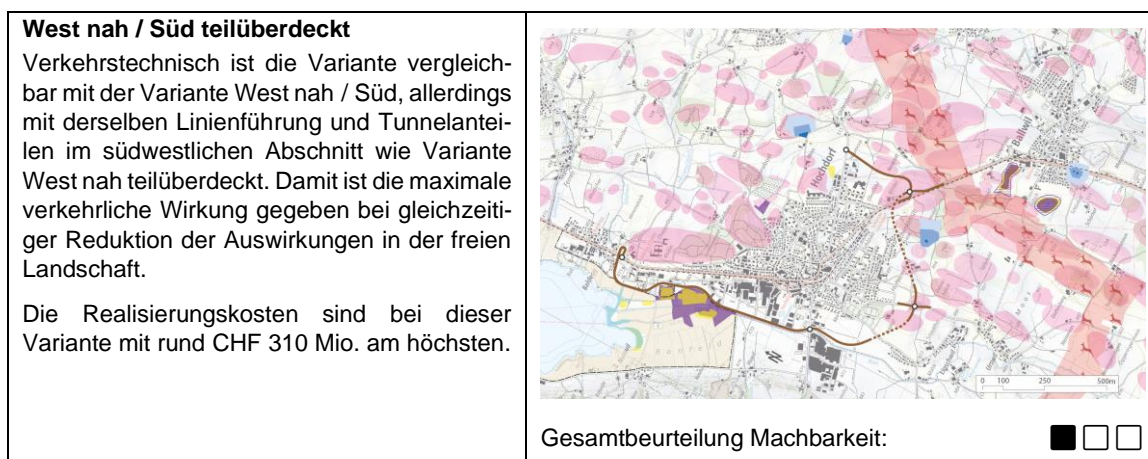 West nah / Süd teilüberdeckt
Verkehrstechnisch ist die Variante vergleich-
bar mit der Variante West nah / Süd, allerdings
mit derselben Linienführung und Tunnelantei-
len im südwestlichen Abschnitt wie Variante
West nah teilüberdeckt. Damit ist die maximale
verkehrliche Wirkung gegeben bei gleichzeiti-
ger Reduktion der Auswirkungen in der freien
Landschaft.
Die Realisierungskosten sind bei dieser
Variante mit rund CHF 310 Mio. am höchsten.
Hochdorf
Ballwil
0 100 250 500m
Gesamtbeurteilung Machbarkeit: